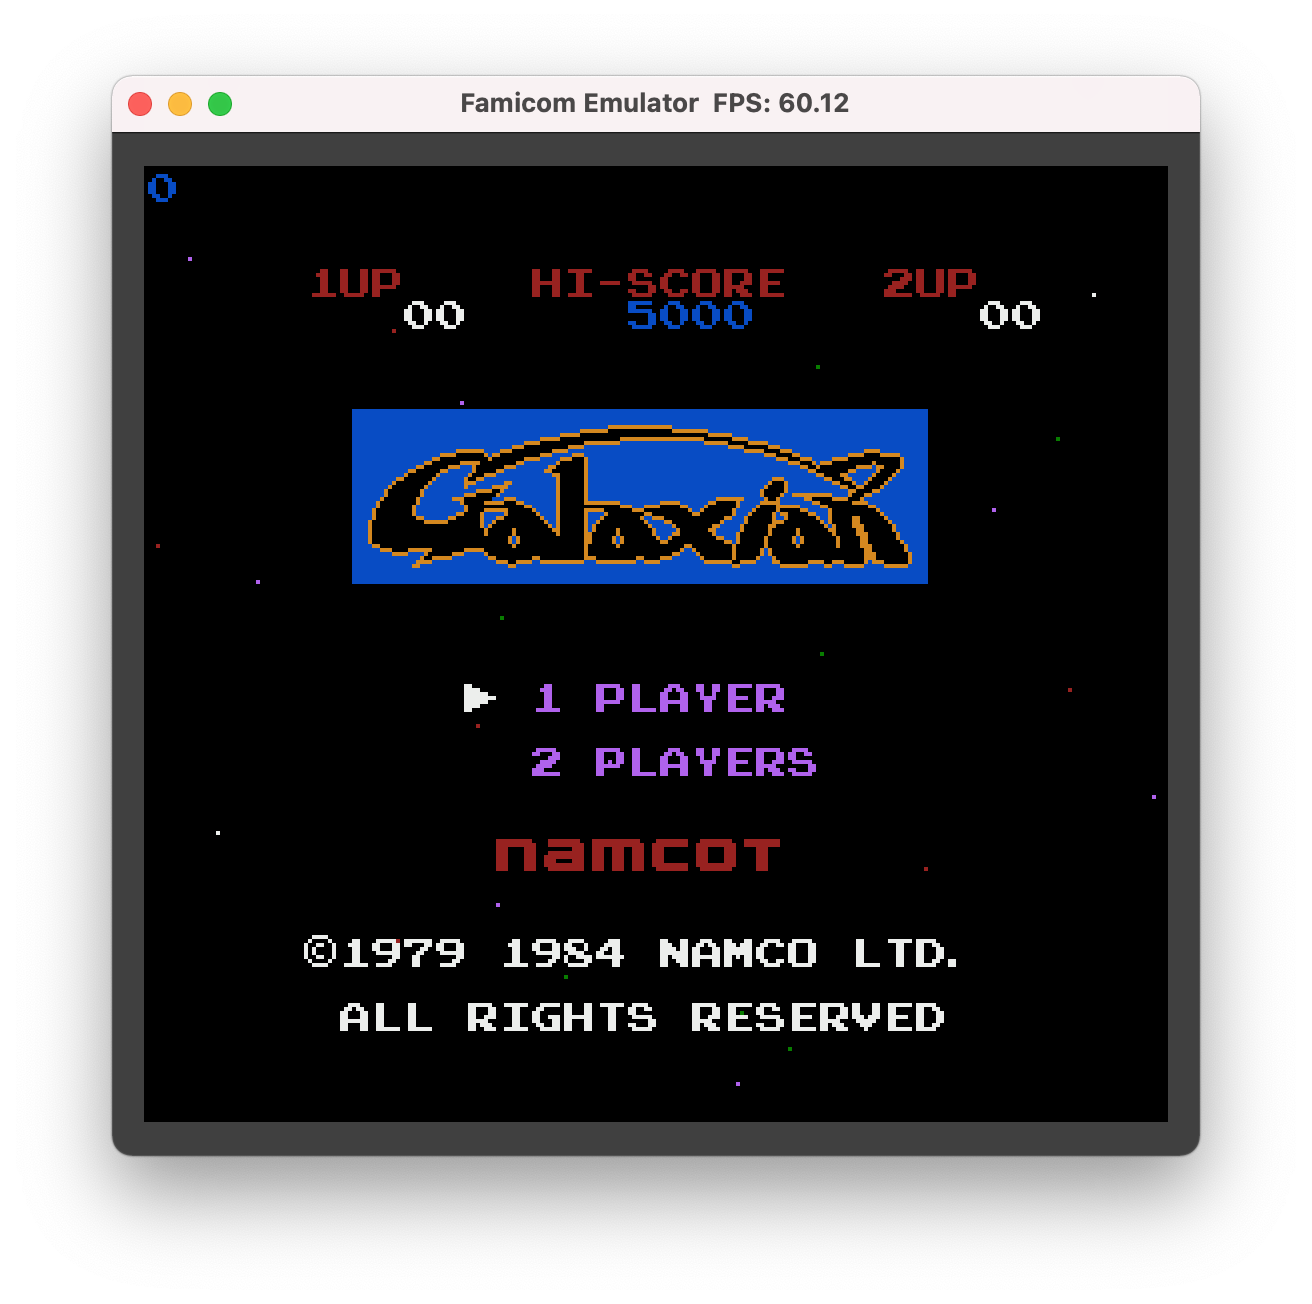 Famicom Emulator FPS: 60.12
0
1UP HI-SCORE 2UP
00 5000 00
Galaxian
1 PLAYER
2 PLAYERS
namcot
©1979 1984 NAMCO LTD.
ALL RIGHTS RESERVED